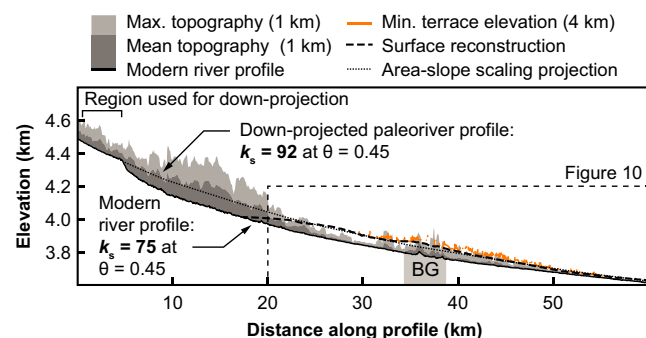 Max. topography (1 km)
Mean topography (1 km)
Modern river profile
Min. terrace elevation (4 km)
Surface reconstruction
Area-slope scaling projection
Region used for down-projection
Down-projected paleoriver profile:
ks = 92 at θ = 0.45
Figure 10
Modern
river profile:
ks = 75 at
θ = 0.45
BG
Elevation (km)
4.6
4.4
4.2
4.0
3.8
10
20
30
40
50
Distance along profile (km)